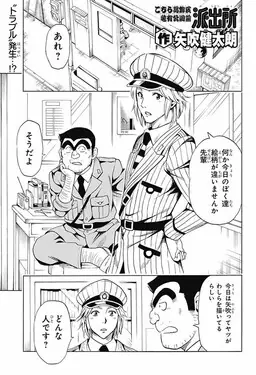 こちら葛飾区
亀有公園前
派出所
作 矢吹健太朗
“トラブル”発生―!?
あれ？
何か今日のぼく達
絵柄が違いませんか
先輩
そうだよ
今日は矢吹ってヤツが
わしらを描いてる
らしい
どんな
人です？